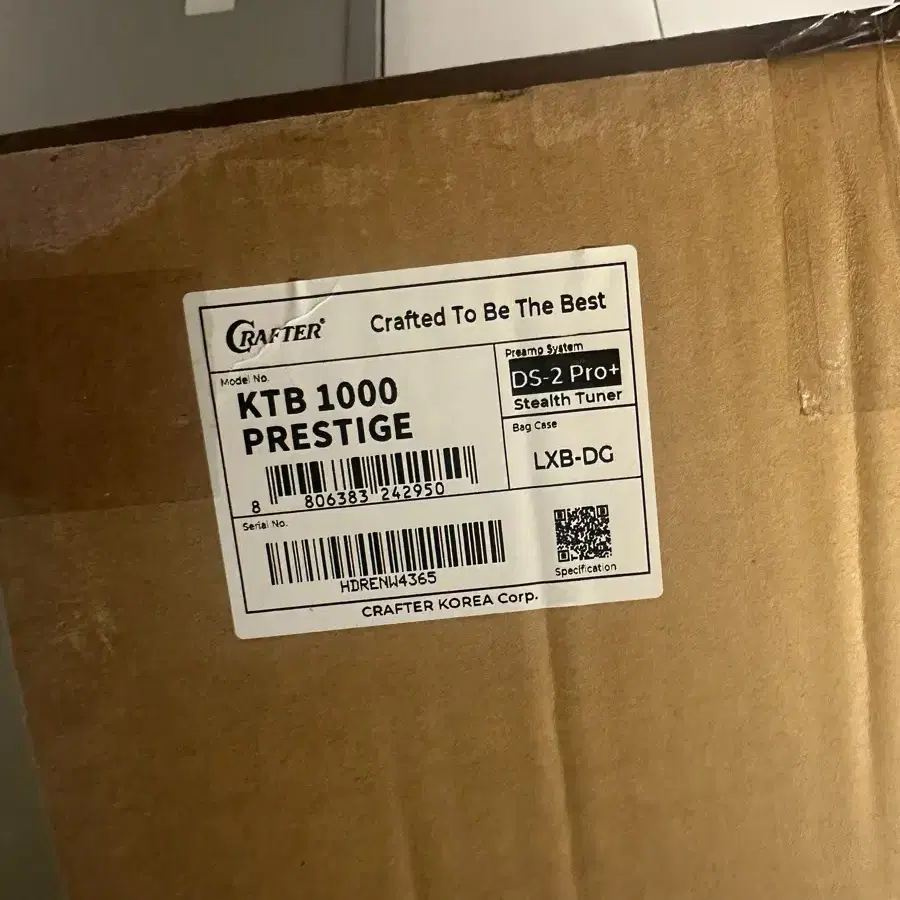 CRAFTER®
Crafted To Be The Best
Model No.
KTB 1000
PRESTIGE
8 806383 242950
Preamp System
DS-2 Pro+
Stealth Tuner
Bag Case
LXB-DG
Serial No.
HDRENW4365
Specification
CRAFTER KOREA Corp.